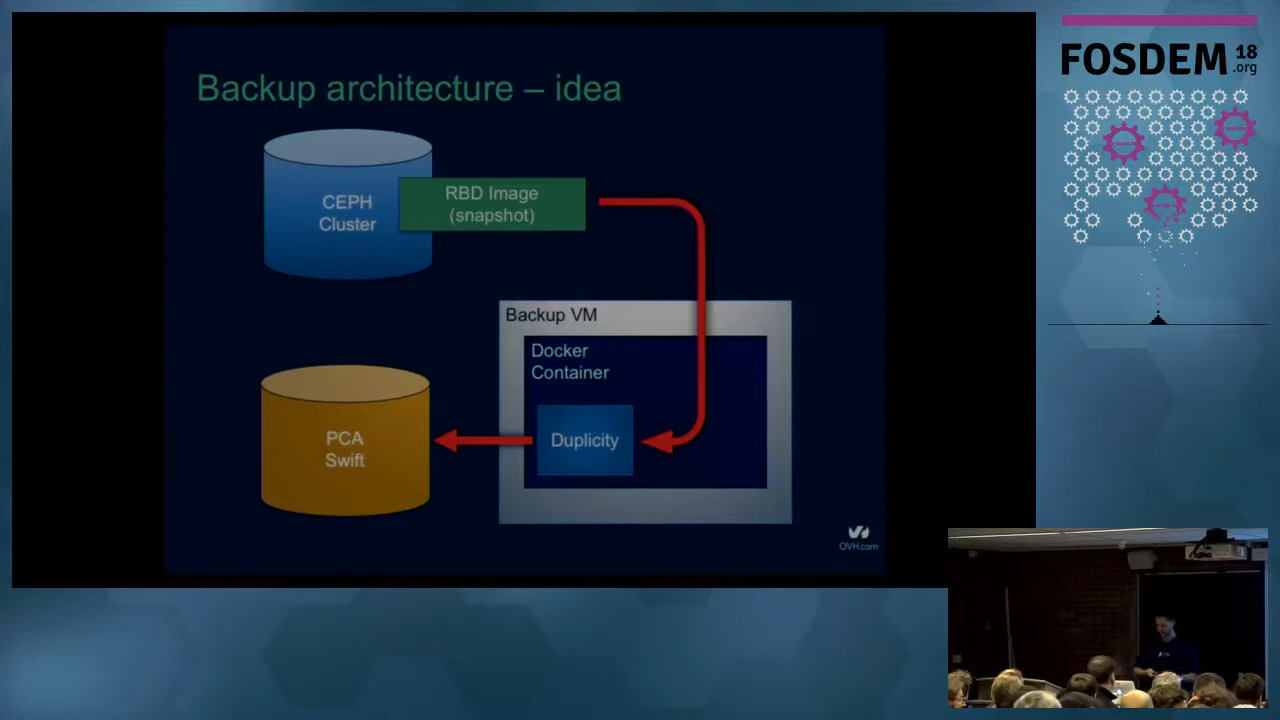 Backup architecture – idea
CEPH
Cluster
RBD Image
(snapshot)
Backup VM
Docker
Container
Duplicity
PCA
Swift
OVH.com
FOSDEM 18
.org